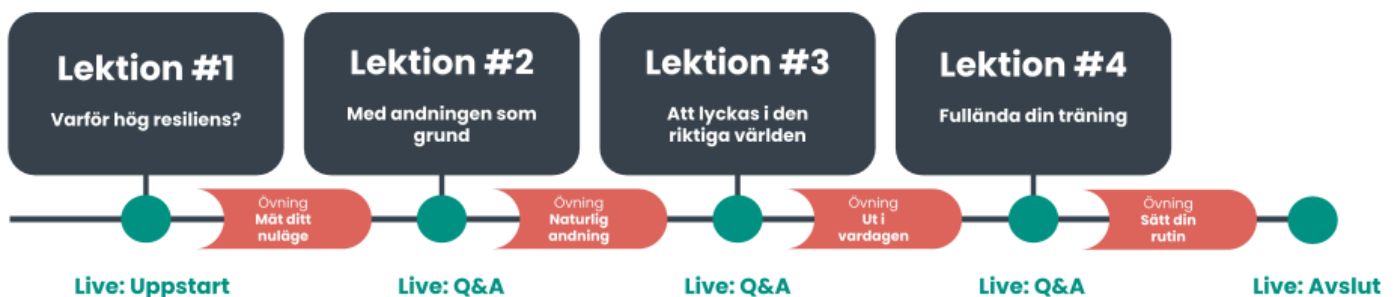 Lektion #1
Varför hög resiliens?
Lektion #2
Med andningen som
grund
Lektion #3
Att lyckas i den
riktiga världen
Lektion #4
Fullända din träning
Övning
Mät ditt
nuläge
Övning
Naturlig
andning
Övning
Ut i
vardagen
Övning
Sätt din
rutin
Live: Uppstart
Live: Q&A
Live: Q&A
Live: Q&A
Live: Avslut